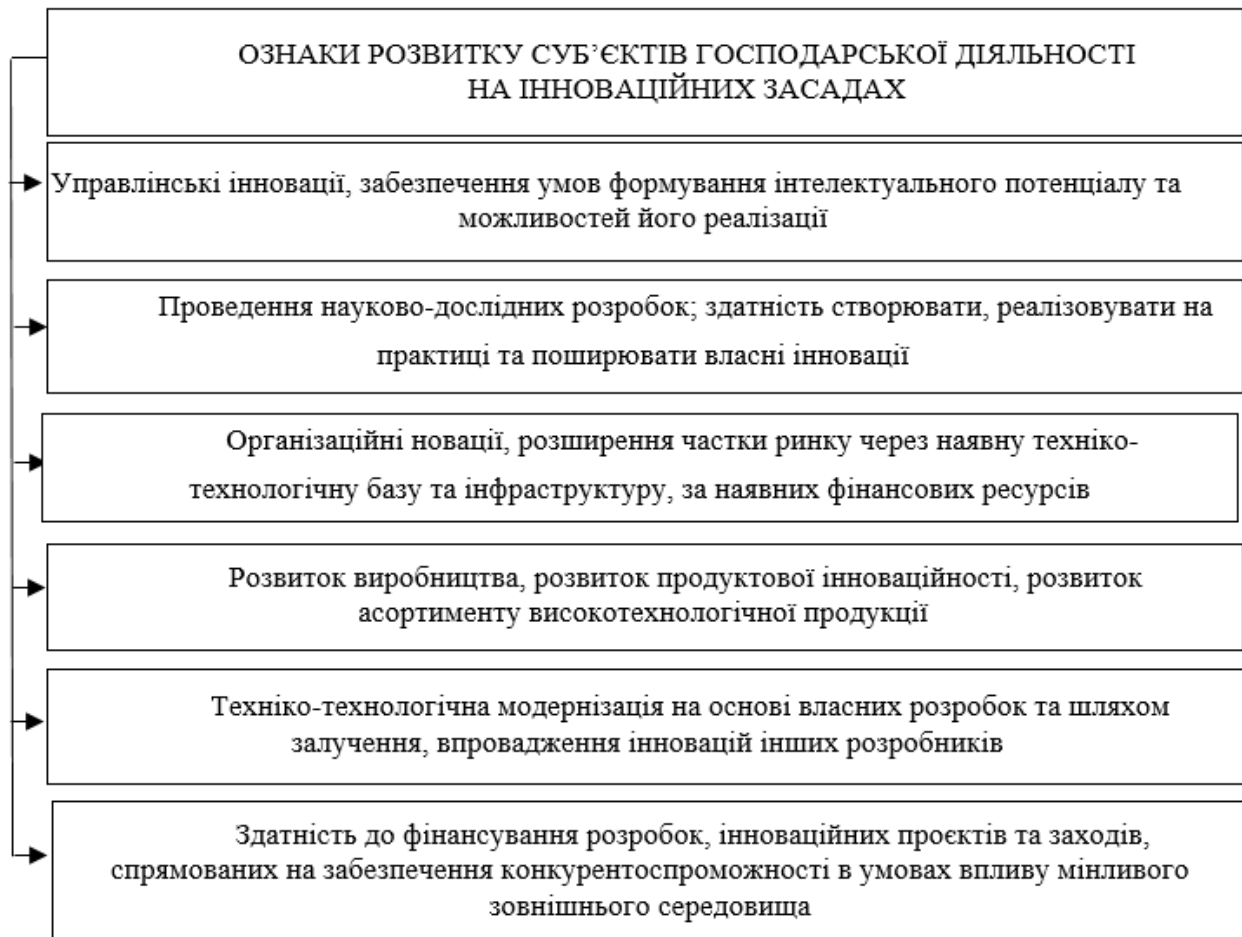 ОЗНАКИ РОЗВИТКУ СУБ’ЄКТІВ ГОСПОДАРСЬКОЇ ДІЯЛЬНОСТІ
НА ІННОВАЦІЙНИХ ЗАСАДАХ
Управлінські інновації, забезпечення умов формування інтелектуального потенціалу та
можливостей його реалізації
Проведення науково-дослідних розробок; здатність створювати, реалізовувати на
практиці та поширювати власні інновації
Організаційні новації, розширення частки ринку через наявну техніко-
технологічну базу та інфраструктуру, за наявних фінансових ресурсів
Розвиток виробництва, розвиток продуктової інноваційності, розвиток
асортименту високотехнологічної продукції
Техніко-технологічна модернізація на основі власних розробок та шляхом
залучення, впровадження інновацій інших розробників
Здатність до фінансування розробок, інноваційних проєктів та заходів,
спрямованих на забезпечення конкурентоспроможності в умовах впливу мінливого
зовнішнього середовища